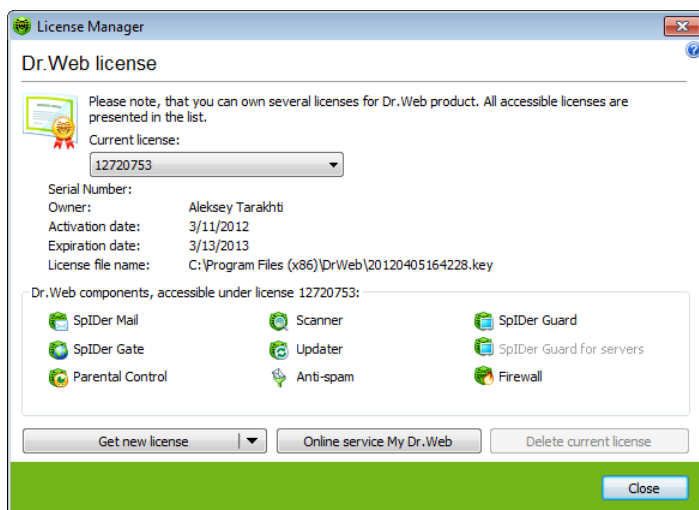 License Manager
Dr.Web license
Please note, that you can own several licenses for Dr.Web product. All accessible licenses are
presented in the list.
Current license:
12720753
Serial Number:
Owner: Aleksey Tarakhti
Activation date: 3/11/2012
Expiration date: 3/13/2013
License file name: C:\Program Files (x86)\DrWeb\20120405164228.key
Dr.Web components, accessible under license 12720753:
SpIDer Mail Scanner SpIDer Guard
SpIDer Gate Updater SpIDer Guard for servers
Parental Control Anti-spam Firewall
Get new license Online service My Dr.Web Delete current license
Close